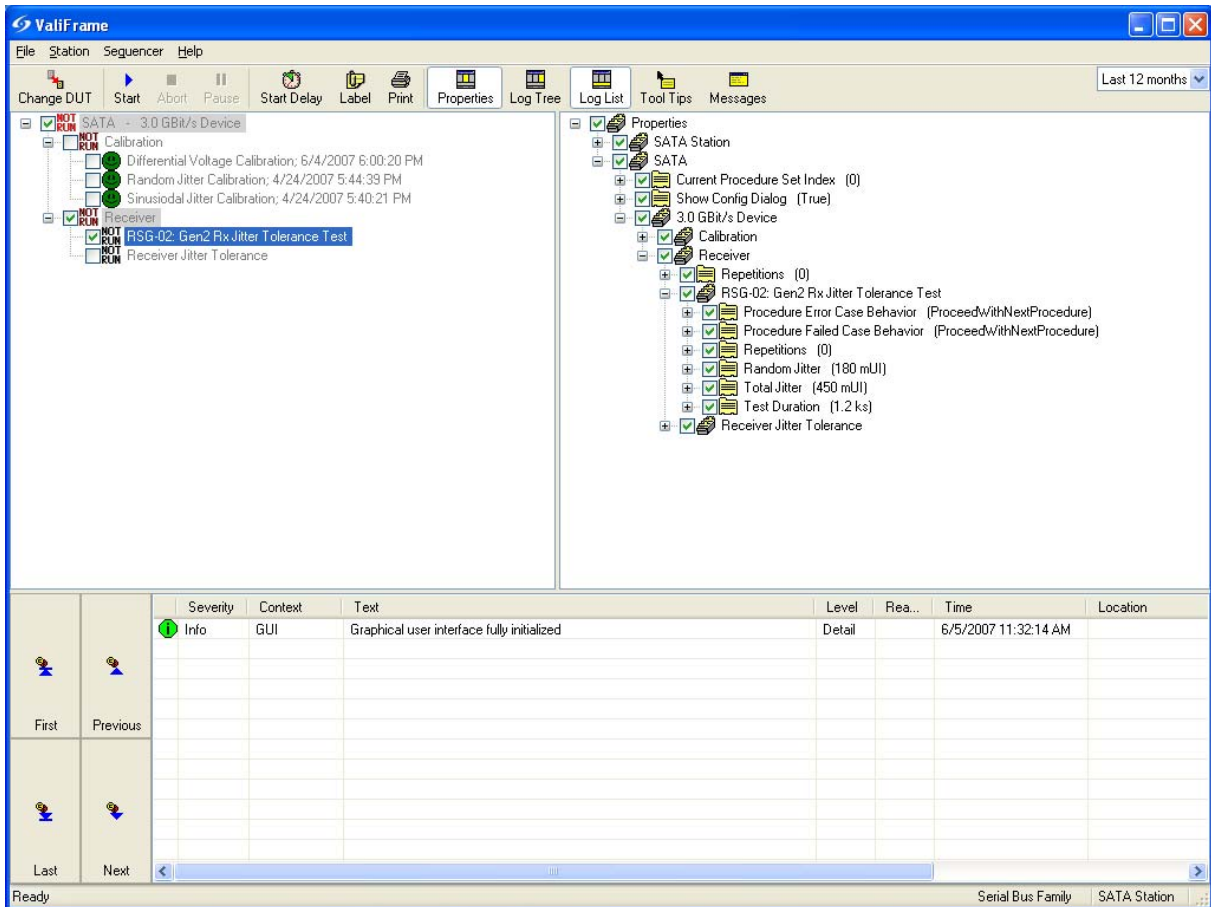 ValiFrame
File Station Sequencer Help
Change DUT Start Abort Pause Start Delay Label Print Properties Log Tree Log List Tool Tips Messages Last 12 months
NOT RUN SATA - 3.0 GBit/s Device
NOT RUN Calibration
Differential Voltage Calibration; 6/4/2007 6:00:20 PM
Random Jitter Calibration; 4/24/2007 5:44:39 PM
Sinusiodal Jitter Calibration; 4/24/2007 5:40:21 PM
NOT RUN Receiver
NOT RUN RSG-02: Gen2 Rx Jitter Tolerance Test
NOT RUN Receiver Jitter Tolerance
Properties
SATA Station
SATA
Current Procedure Set Index (0)
Show Config Dialog (True)
3.0 GBit/s Device
Calibration
Receiver
Repetitions (0)
RSG-02: Gen2 Rx Jitter Tolerance Test
Procedure Error Case Behavior (ProceedWithNextProcedure)
Procedure Failed Case Behavior (ProceedWithNextProcedure)
Repetitions (0)
Random Jitter (180 mUI)
Total Jitter (450 mUI)
Test Duration (1.2 ks)
Receiver Jitter Tolerance
Severity Context Text Level Rea... Time Location
Info GUI Graphical user interface fully initialized Detail 6/5/2007 11:32:14 AM
First Previous
Last Next
Ready Serial Bus Family SATA Station